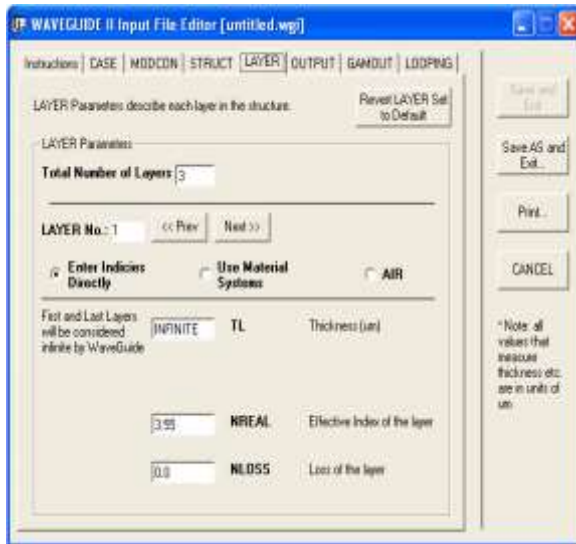 WAVEGUIDE II Input File Editor [untitled.wgi]
Instructions CASE MODCON STRUCT LAYER OUTPUT GAMOUT LOOPING
LAYER Parameters describe each layer in the structure.
Revert LAYER Set
to Default
LAYER Parameters
Total Number of Layers 3
LAYER No.: 1 << Prev Next >>
Enter Indicies
Directly
Use Material
Systems
AIR
First and Last Layers
will be considered
infinite by WaveGuide
INFINITE TL Thickness (um)
3.55 NREAL Effective Index of the layer
0.0 NLOSS Loss of the layer
Save and
Exit
Save AS and
Exit...
Print...
CANCEL
*Note: all
values that
measure
thickness etc.
are in units of
um